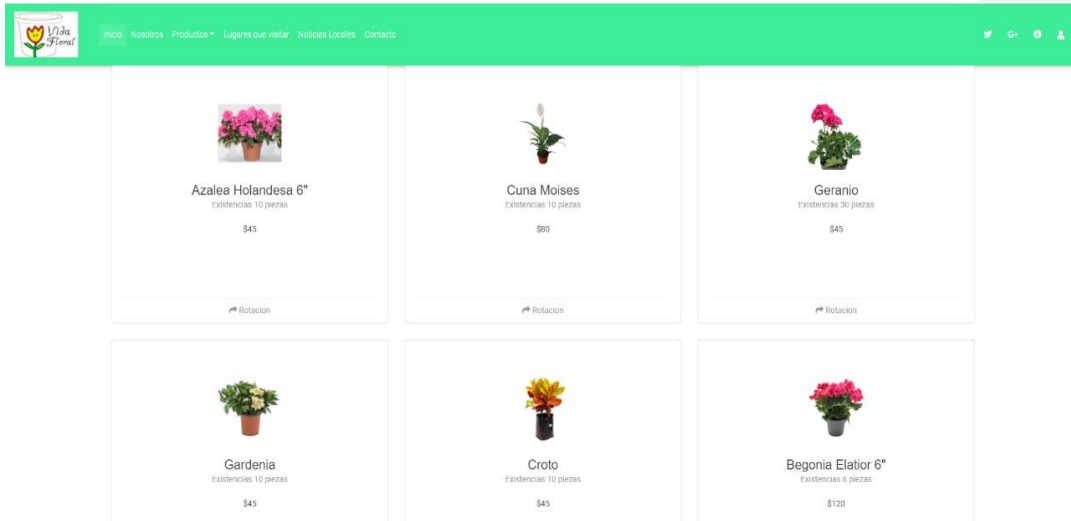 Vida
Floral
Inicio Nosotros Productos Lugares que visitar Noticias Locales Contacto
Azalea Holandesa 6"
Existencias 10 piezas
$45
Rotacion
Cuna Moises
Existencias 10 piezas
$80
Rotacion
Geranio
Existencias 30 piezas
$45
Rotacion
Gardenia
Existencias 10 piezas
$45
Croto
Existencias 10 piezas
$45
Begonia Elatior 6"
Existencias 6 piezas
$120